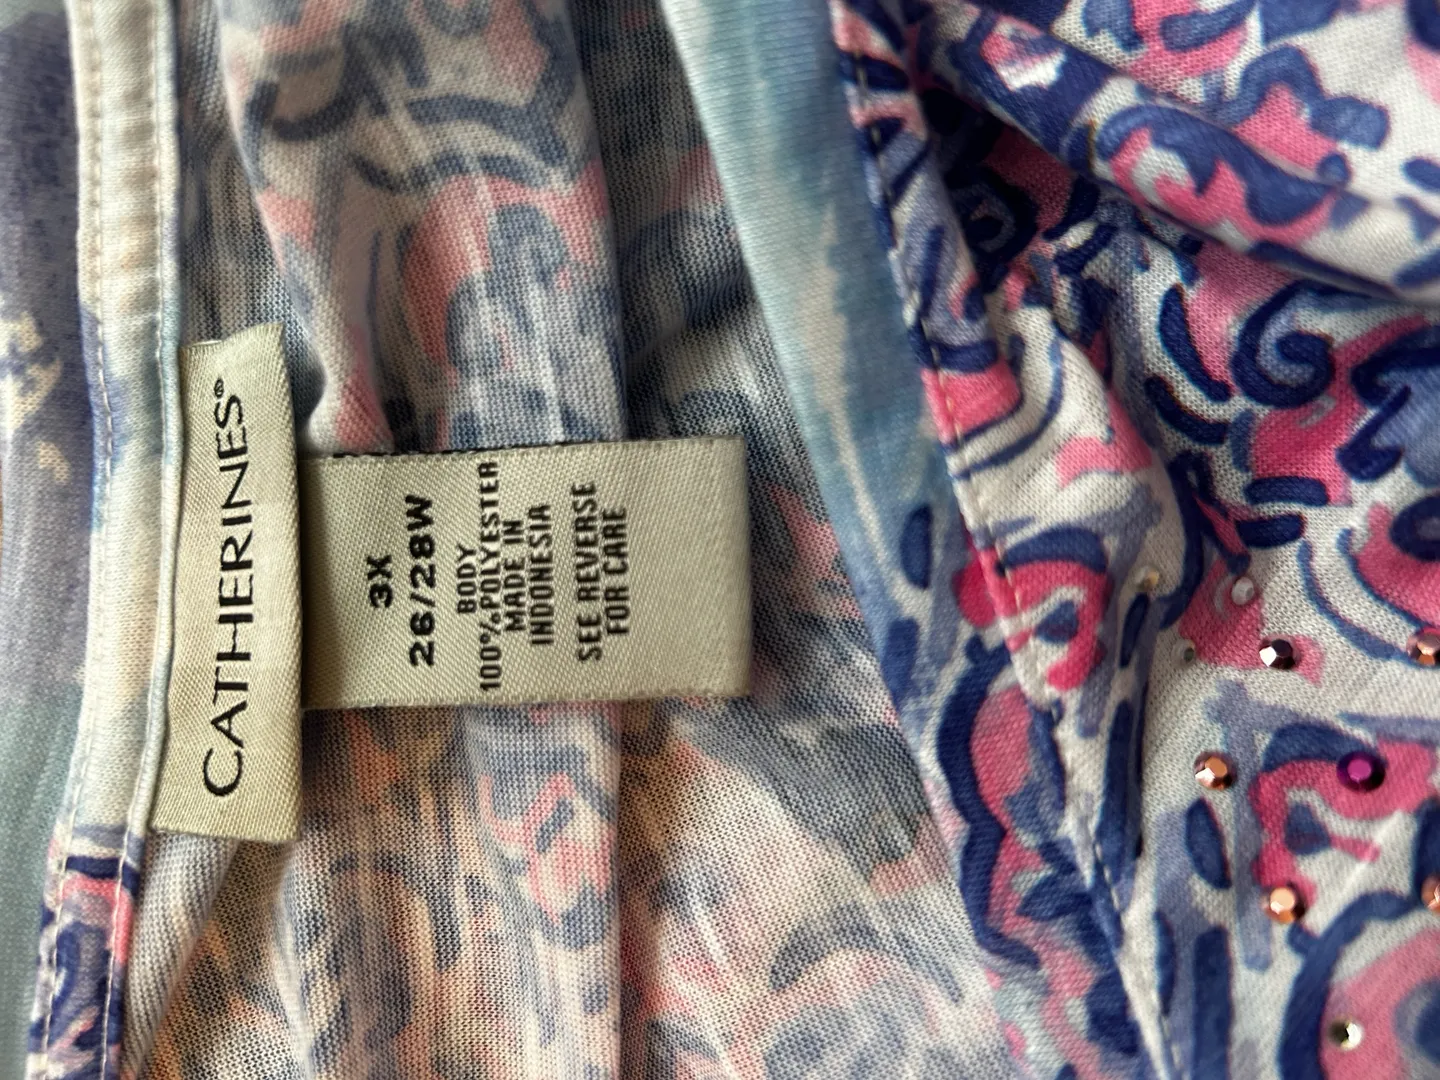 CATHERINES®
3X
26/28W
BODY
100% POLYESTER
MADE IN
INDONESIA
SEE REVERSE
FOR CARE